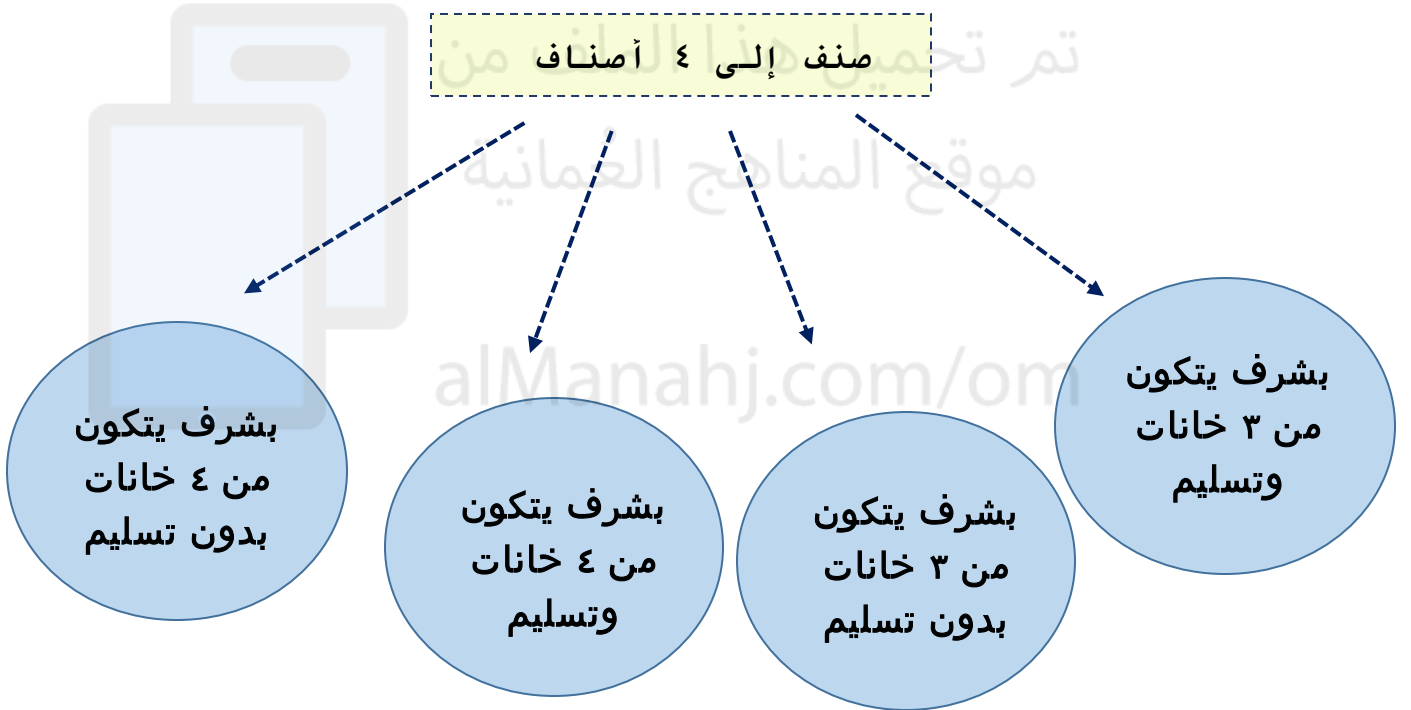 صنف إلى ٤ أصناف
تم تحميل هذا الملف من
موقع المناهج العمانية
alManahj.com/om
بشرف يتكون
من ٣ خانات
وتسليم
بشرف يتكون
من ٣ خانات
بدون تسليم
بشرف يتكون
من ٤ خانات
وتسليم
بشرف يتكون
من ٤ خانات
بدون تسليم